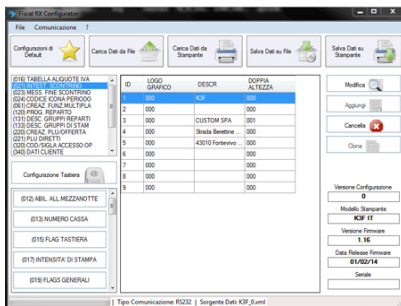 Fiscal RX Configurator
File Comunicazione ?
Configurazioni di Default
Carica Dati da File
Carica Dati da Stampante
Salva Dati su File
Salva Dati su Stampante
(016) TABELLA ALIQUOTE IVA
(021) INTEST. SCONTRINO
(023) MESS. FINE SCONTRINO
(024) CODICE ICONA PERIODO
(061) CREAZ. FUNZ.MULTIPLA
(120) PROG. REPARTO
(131) DESC. GRUPPI REPARTI
(133) DESC. GRUPPI DI STAM
(220) CREAZ. PLU/OFFERTA
(221) PLU DIRETTI
(320) COD/SIGLA ACCESSO OP
(340) DATI CLIENTE
Configurazione Tastiera
(012) ABIL. ALL.MEZZANOTTE
(013) NUMERO CASSA
(015) FLAG TASTIERA
(017) INTENSITA' DI STAMPA
(019) FLAGS GENERALI
ID LOGO GRAFICO DESCR DOPPIA ALTEZZA
1 000 K3F 000
2 000 000
3 000 CUSTOM SPA 001
4 000 Strada Berettine ... 000
5 000 43010 Fontevivo ... 000
6 000 000
7 000 000
8 000 000
9 000 000
Modifica
Aggiungi
Cancella
Clona
Versione Configurazione
0
Modello Stampante
K3F IT
Versione Firmware
1.16
Data Release Firmware
01/02/14
Seriale
Tipo Comunicazione: RS232 | Sorgente Dati: K3F_0.xml